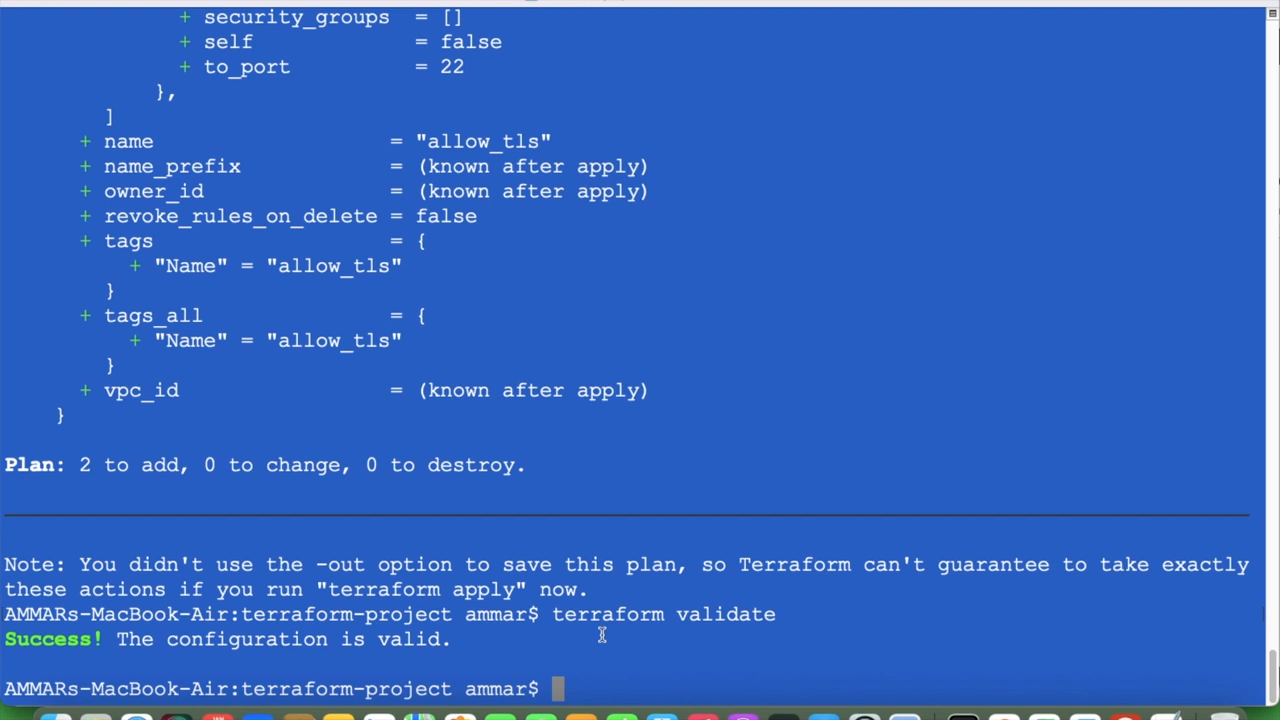 + security_groups = []
+ self = false
+ to_port = 22
},
]
+ name = "allow_tls"
+ name_prefix = (known after apply)
+ owner_id = (known after apply)
+ revoke_rules_on_delete = false
+ tags = {
+ "Name" = "allow_tls"
}
+ tags_all = {
+ "Name" = "allow_tls"
}
+ vpc_id = (known after apply)
}
Plan: 2 to add, 0 to change, 0 to destroy.
Note: You didn't use the -out option to save this plan, so Terraform can't guarantee to take exactly
these actions if you run "terraform apply" now.
AMMARs-MacBook-Air:terraform-project ammar$ terraform validate
Success! The configuration is valid.
AMMARs-MacBook-Air:terraform-project ammar$